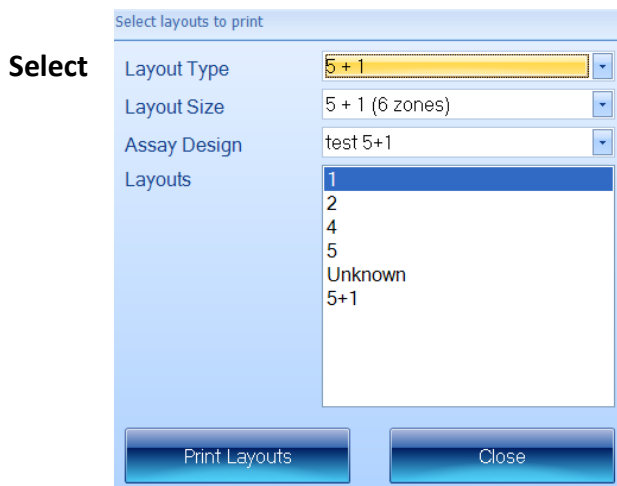 Select layouts to print
Select
Layout Type 5 + 1
Layout Size 5 + 1 (6 zones)
Assay Design test 5+1
Layouts 1
2
4
5
Unknown
5+1
Print Layouts Close